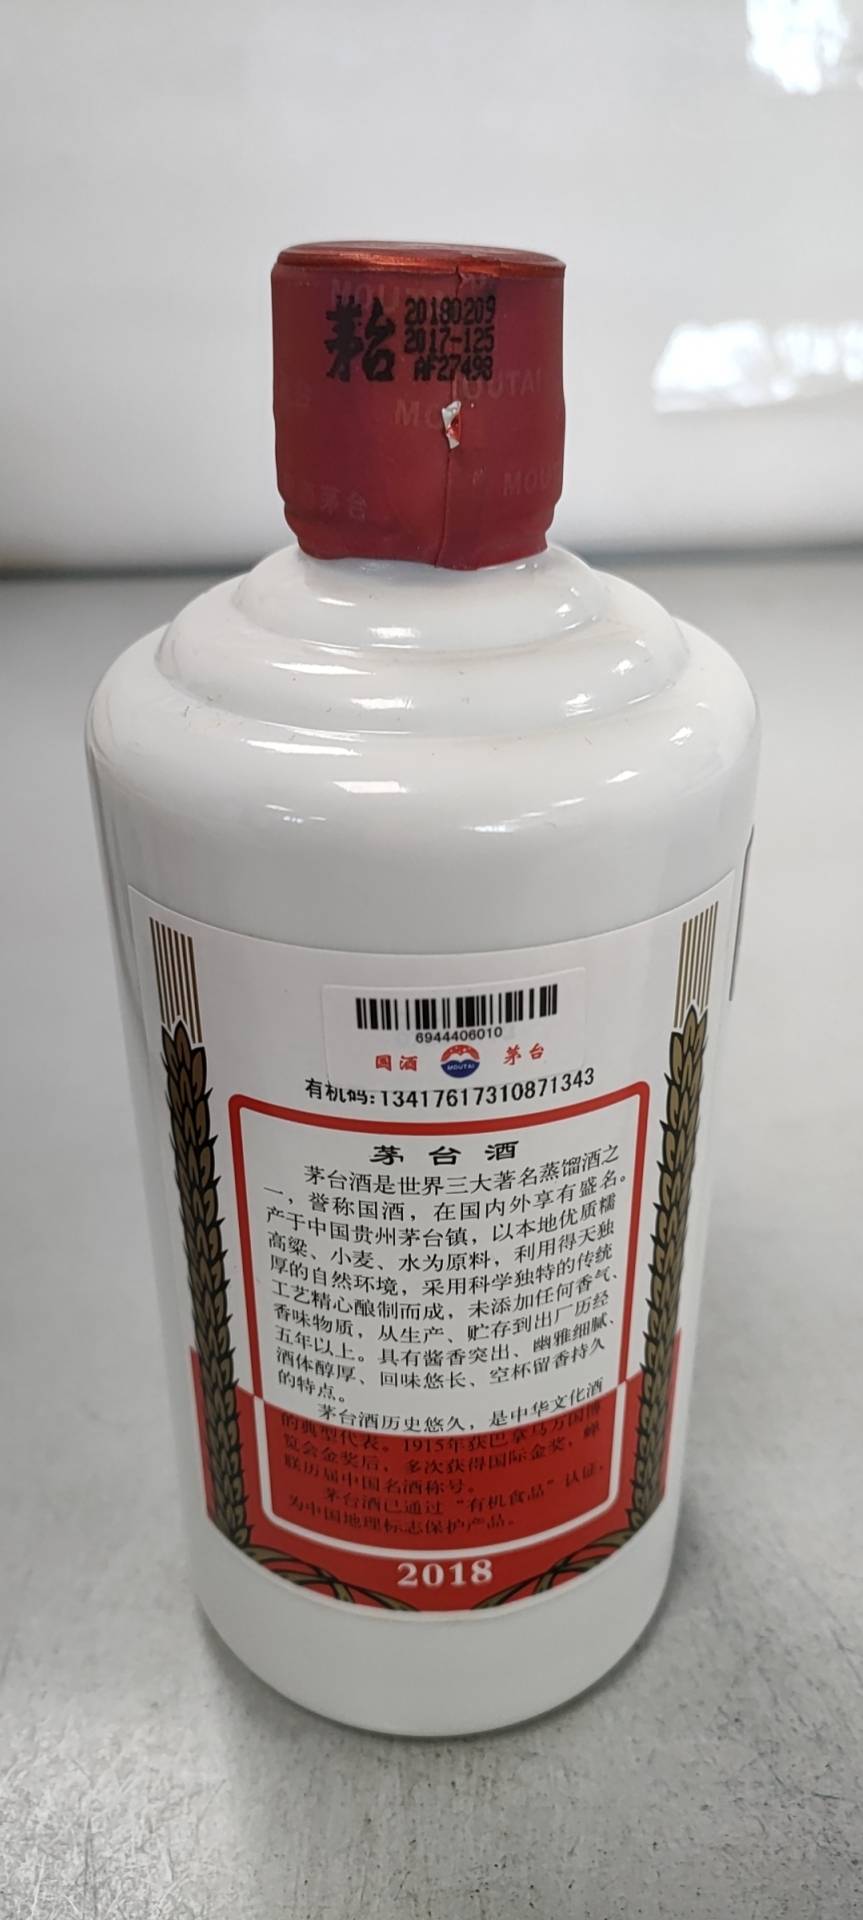 茅台
20180209
2017-125
AF27498
MOUTAI
MOUTAI
茅台
6944406010
国酒 MOUTAI 茅台
有机码:13417617310871343
茅台酒
茅台酒是世界三大著名蒸馏酒之
一，誉称国酒，在国内外享有盛名。
产于中国贵州茅台镇，以本地优质糯
高粱、小麦、水为原料，利用得天独
厚的自然环境，采用科学独特的传统
工艺精心酿制而成，未添加任何香气、
香味物质，从生产、贮存到出厂历经
五年以上。具有酱香突出、幽雅细腻、
酒体醇厚、回味悠长、空杯留香持久
的特点。
茅台酒历史悠久，是中华文化酒
的典型代表。1915年获巴拿马万国博
览会金奖后，多次获得国际金奖，蝉
联历届中国名酒称号。
茅台酒已通过“有机食品”认证，
为中国地理标志保护产品。
2018